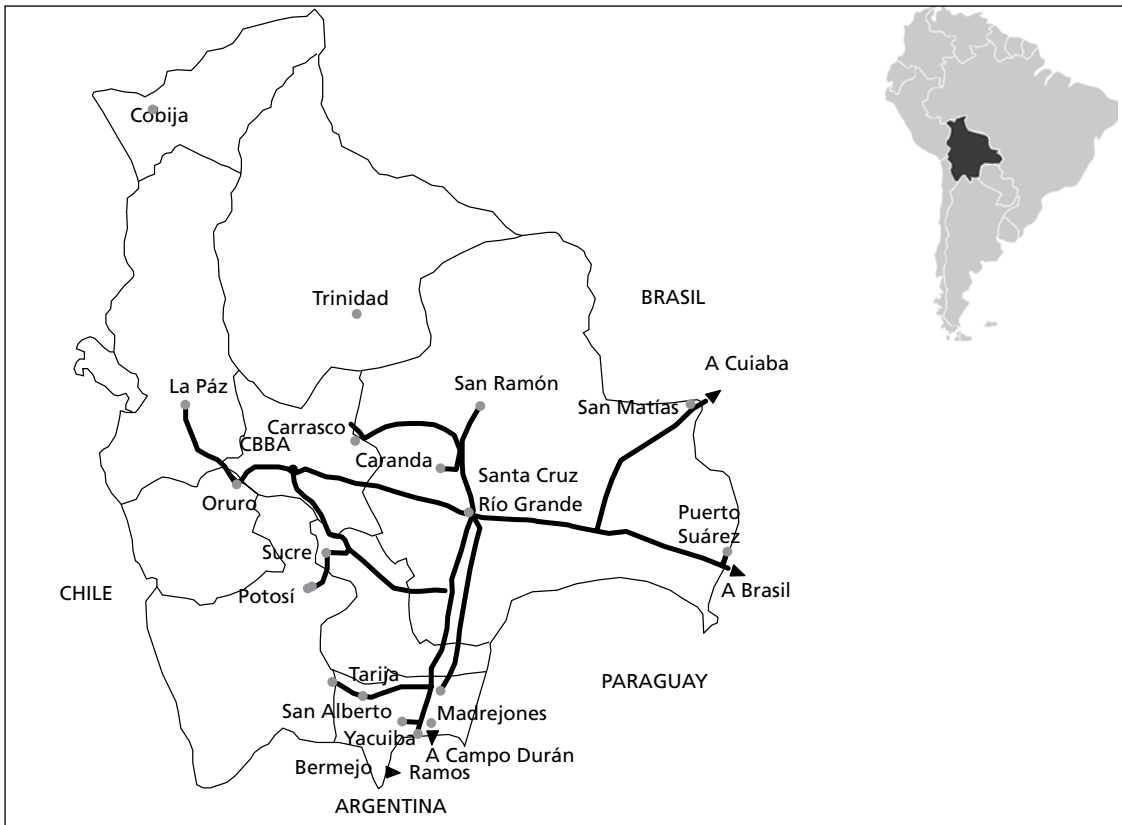 Cobija
Trinidad
BRASIL
A Cuiaba
La Páz
San Ramón
San Matías
Carrasco
CBBA
Caranda
Santa Cruz
Oruro
Río Grande
Puerto
Suárez
Sucre
CHILE
Potosí
A Brasil
Tarija
PARAGUAY
San Alberto
Madrejones
Yacuiba
A Campo Durán
Bermejo
Ramos
ARGENTINA